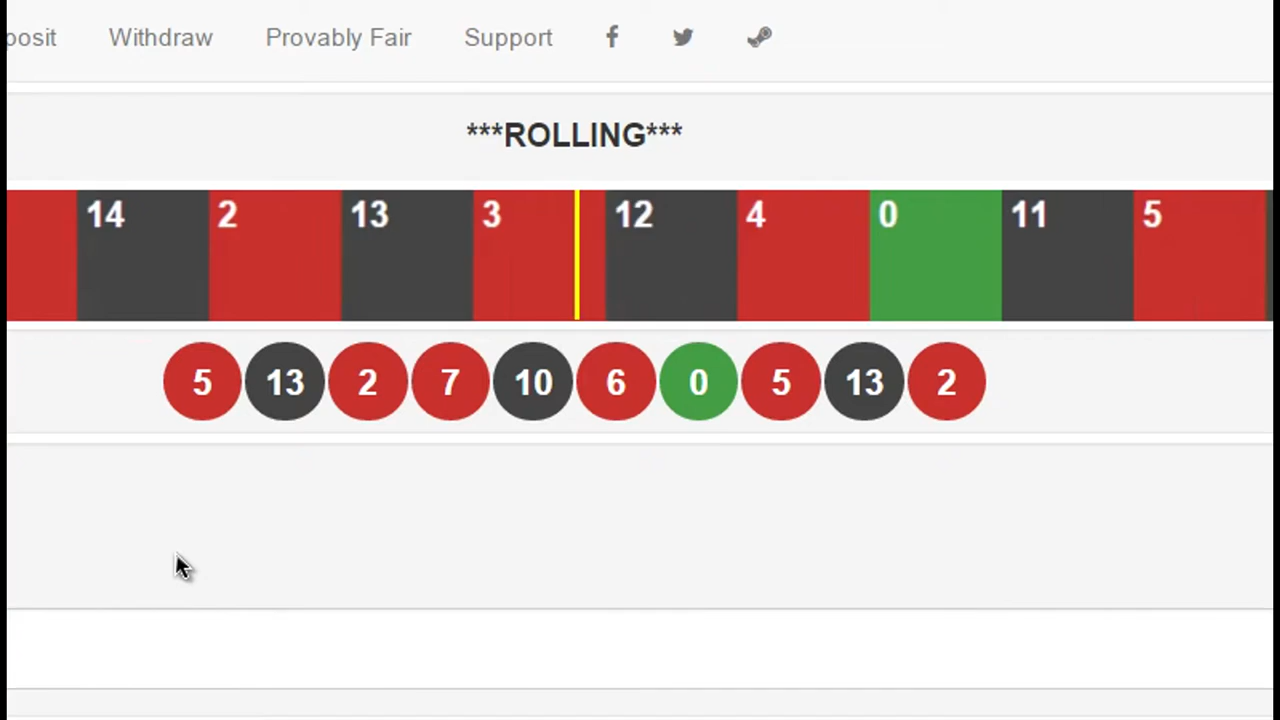 posit Withdraw Provably Fair Support
***ROLLING***
14 2 13 3 12 4 0 11 5
5 13 2 7 10 6 0 5 13 2